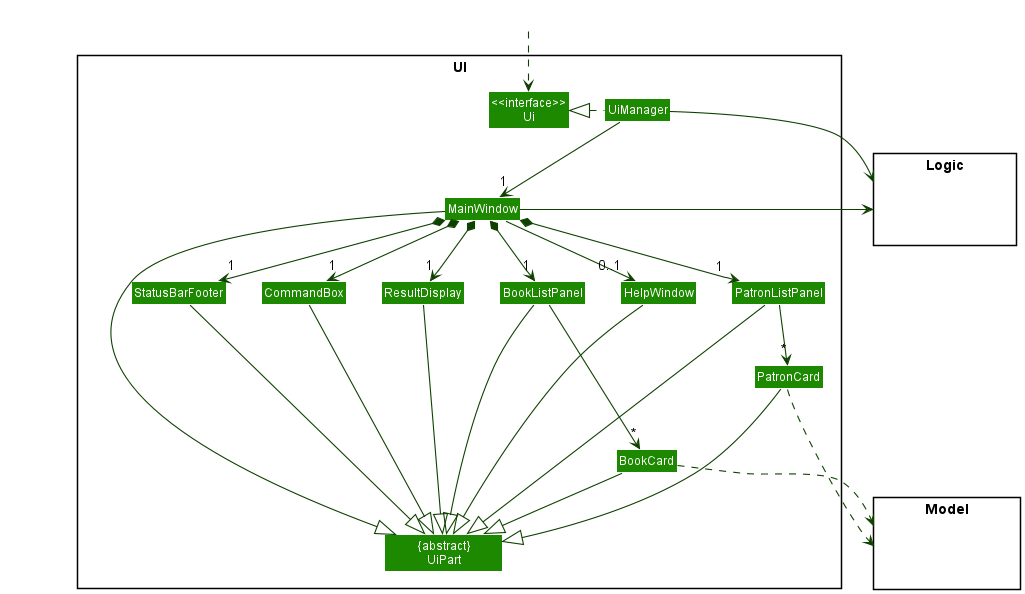 UI
<<interface>>
Ui
UiManager
Logic
1
MainWindow
1
1
1
1
0..1
1
StatusBarFooter
CommandBox
ResultDisplay
BookListPanel
HelpWindow
PatronListPanel
*
PatronCard
*
BookCard
Model
{abstract}
UiPart